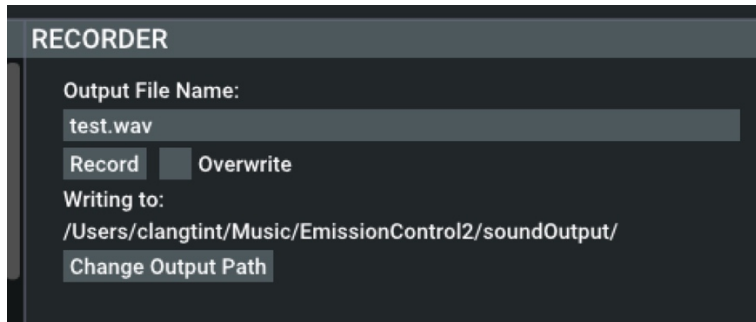 RECORDER
Output File Name:
test.wav
Record Overwrite
Writing to:
/Users/clangtint/Music/EmissionControl2/soundOutput/
Change Output Path